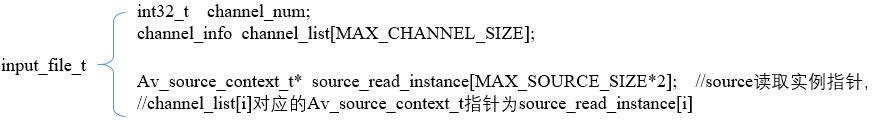 int32_t channel_num;
channel_info channel_list[MAX_CHANNEL_SIZE];
input_file_t
Av_source_context_t* source_read_instance[MAX_SOURCE_SIZE*2]; //source读取实例指针,
//channel_list[i]对应的Av_source_context_t指针为source_read_instance[i]